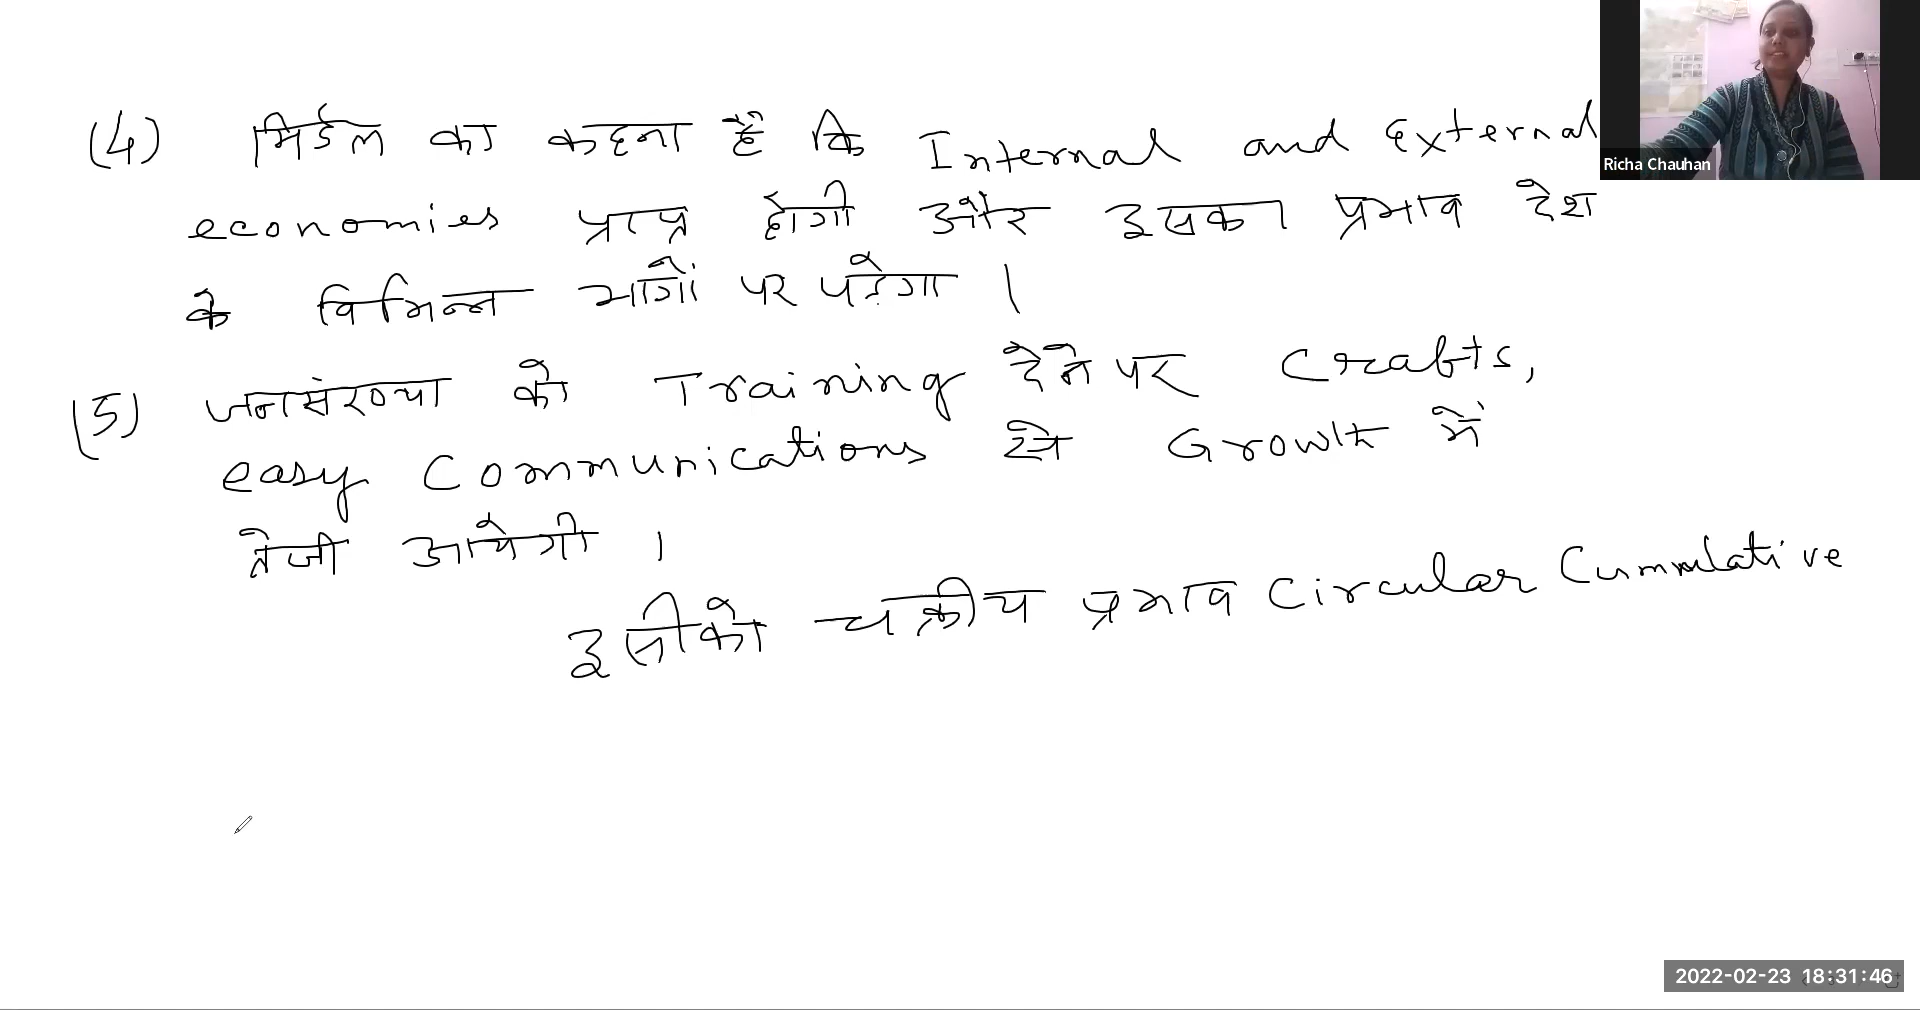 (4) मिर्डल का कहना है कि Internal and External
economies प्राप्त होगी और इसका प्रभाव देश
के विभिन्न भागों पर पड़ेगा ।
(5) जनसंख्या को Training देने पर Crafts,
easy Communications से Growth में
तेजी आयेगी ।
इसीको चक्रीय प्रभाव Circular Cummulative
Richa Chauhan
2022-02-23 18:31:46